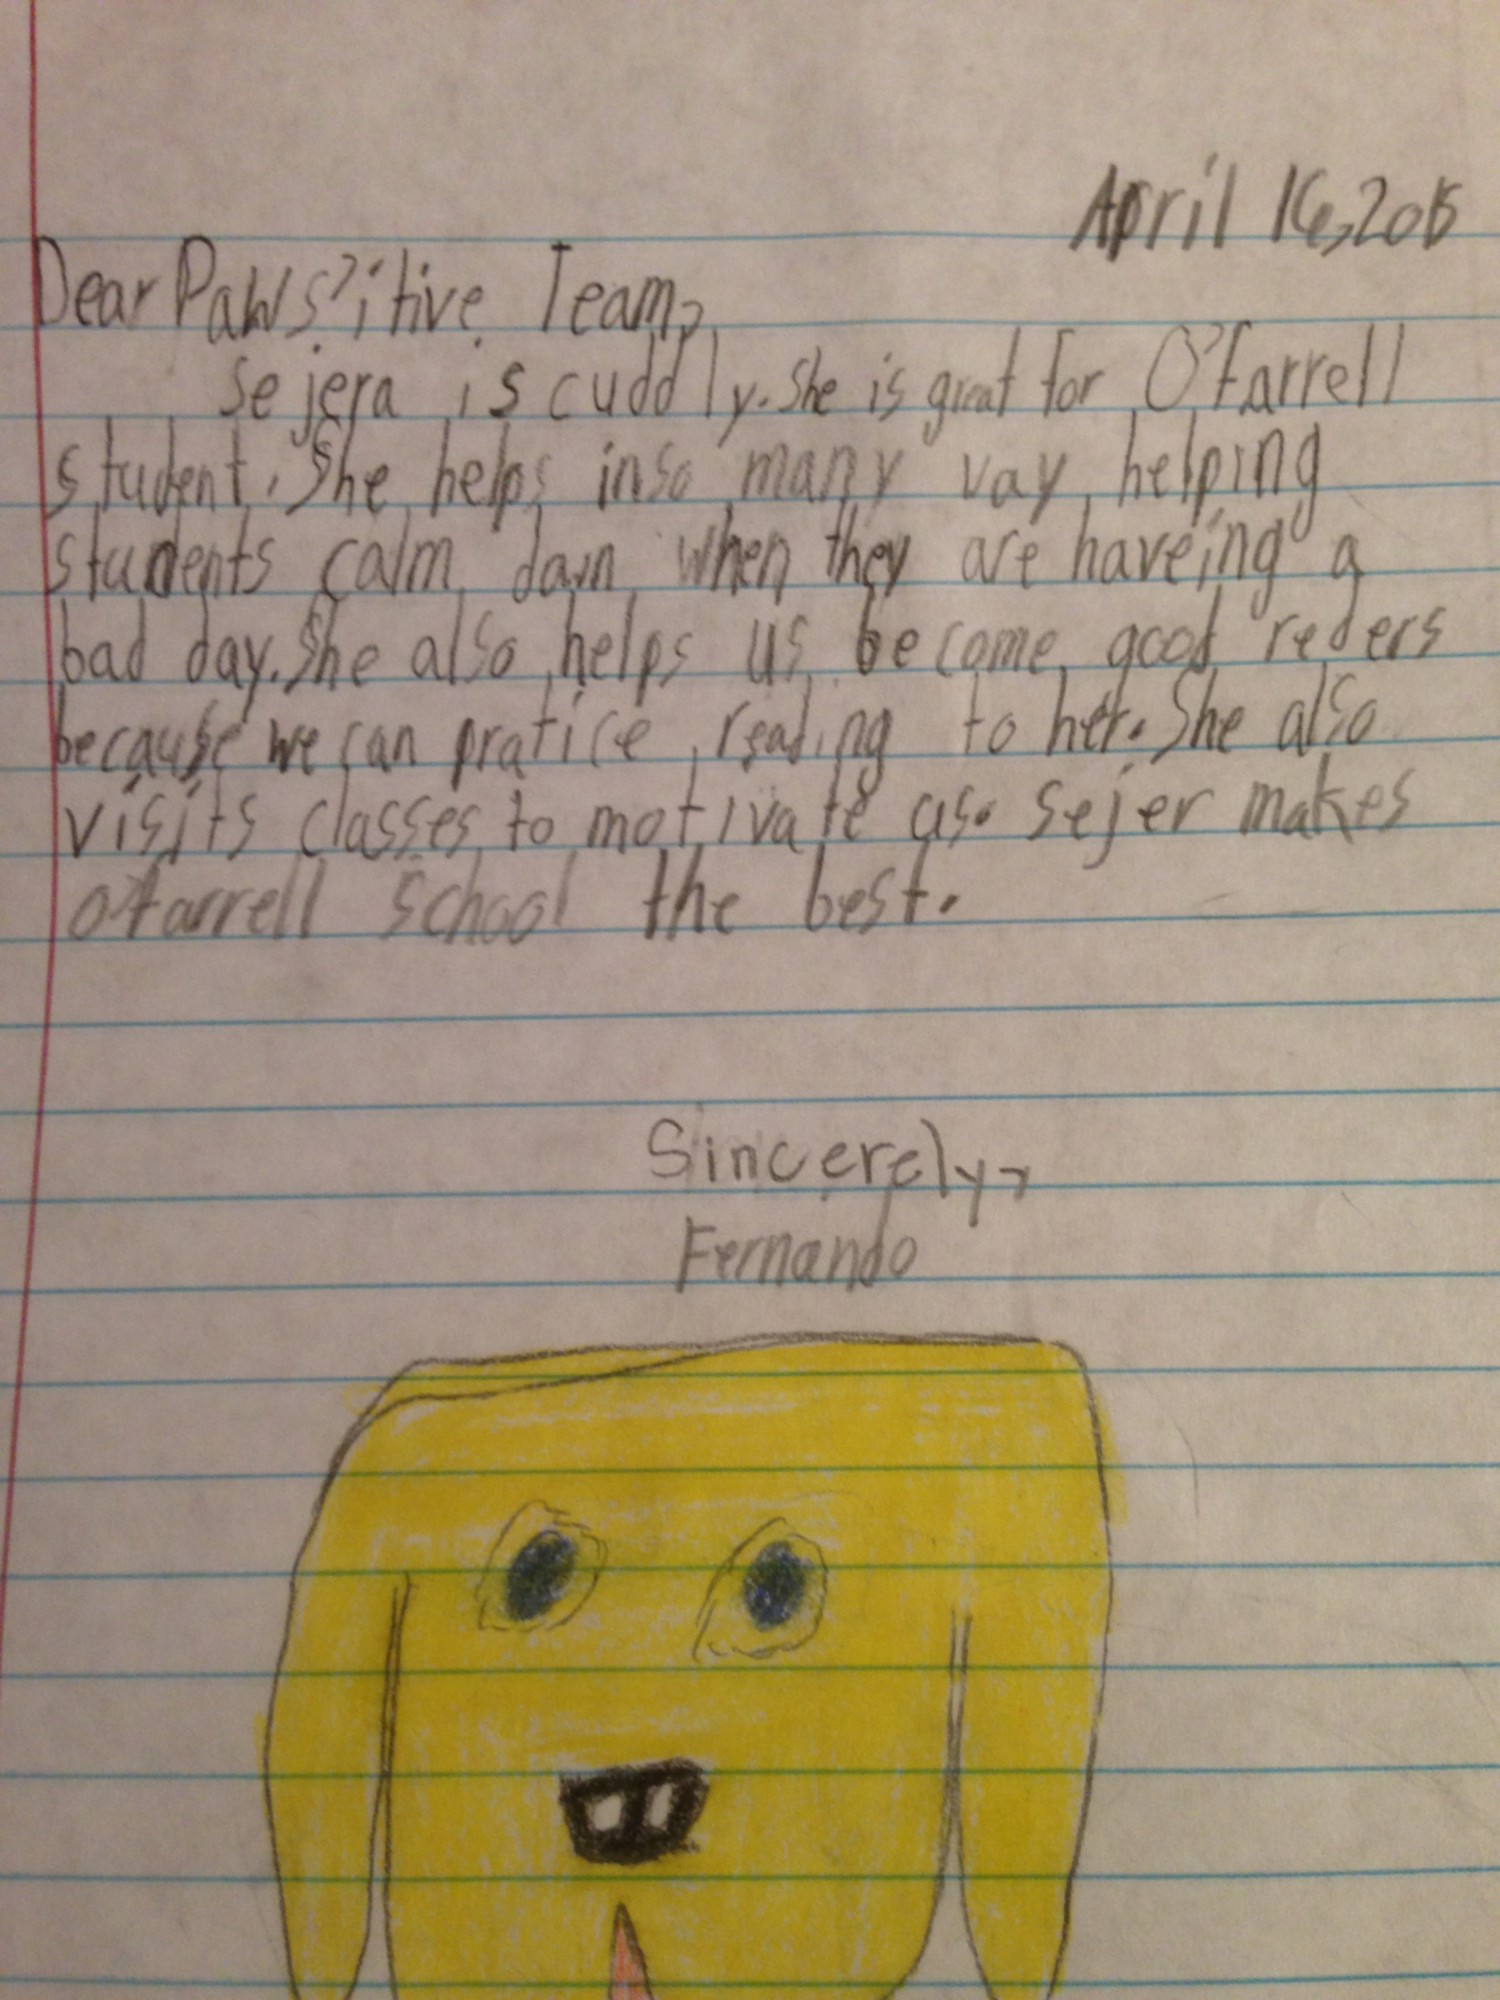 April 16, 2015
Dear Paws'itive Team,
Sejera is cuddly. She is great for O'Farrell
student. She helps in so many vay helping
students calm down when they are haveing a
bad day. She also helps us become good reders
because we can pratice reading to her. She also
visits classes to motivate us. Sejer makes
ofarrell school the best.
Sincerely,
Fernando